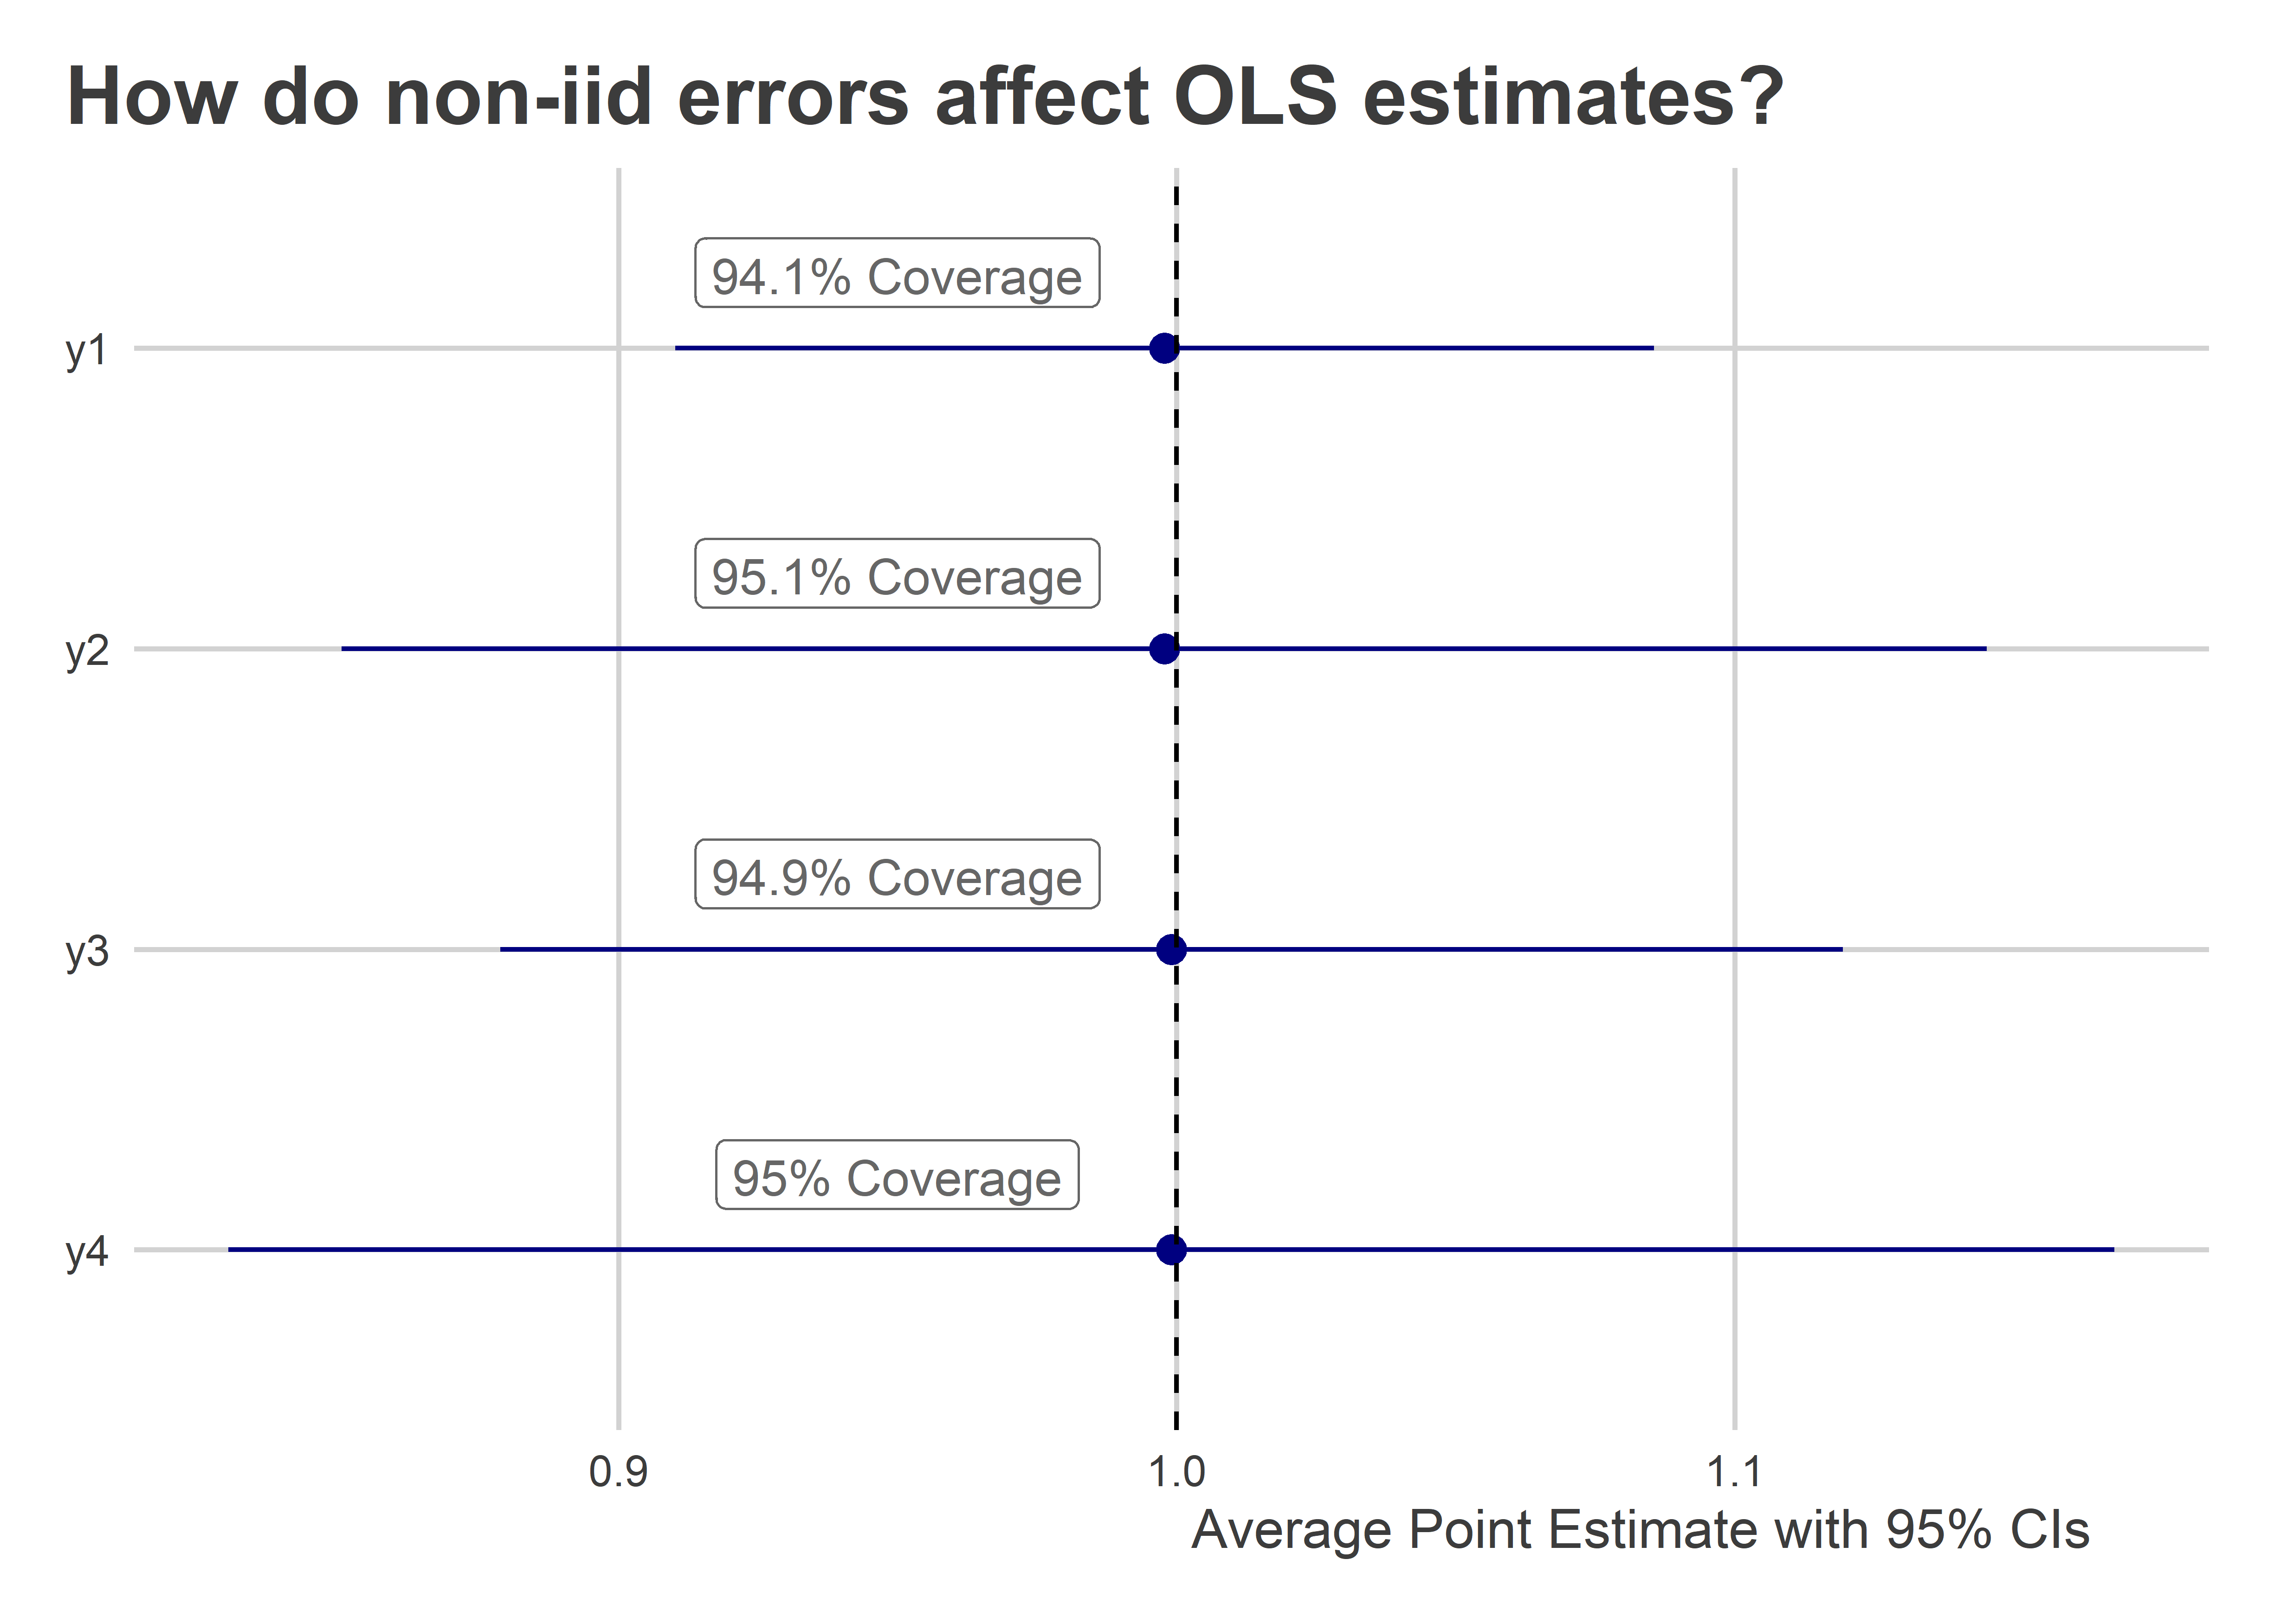 How do non-iid errors affect OLS estimates?
94.1% Coverage
y1
95.1% Coverage
y2
94.9% Coverage
y3
95% Coverage
y4
0.9 1.0 1.1
Average Point Estimate with 95% CIs